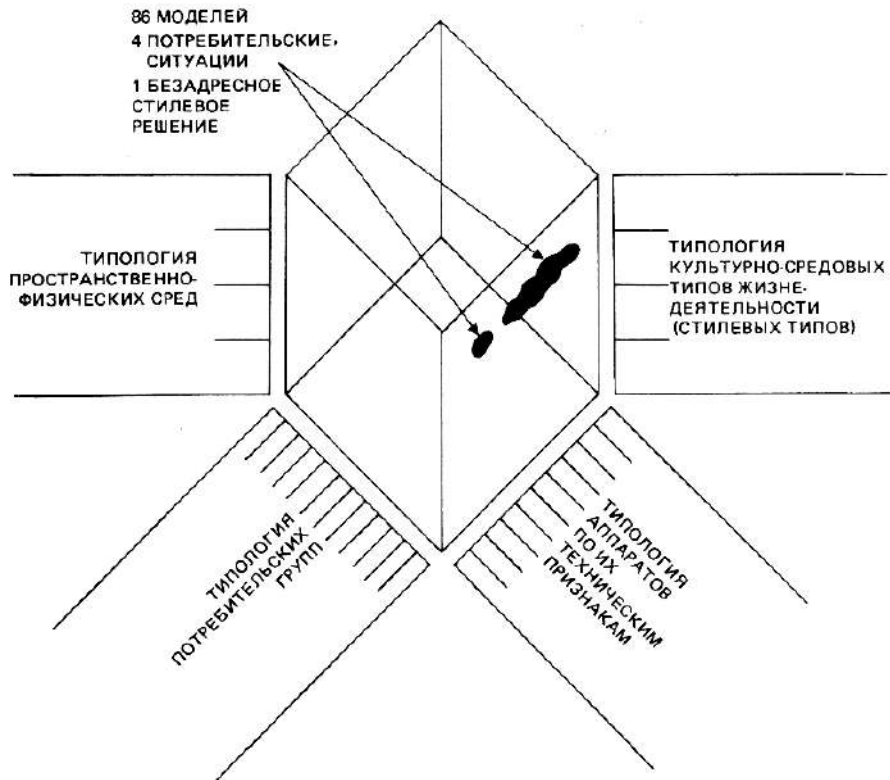 86 МОДЕЛЕЙ
4 ПОТРЕБИТЕЛЬСКИЕ,
СИТУАЦИИ
1 БЕЗАДРЕСНОЕ
СТИЛЕВОЕ
РЕШЕНИЕ
ТИПОЛОГИЯ
ПРОСТРАНСТВЕННО-
ФИЗИЧЕСКИХ СРЕД
ТИПОЛОГИЯ
КУЛЬТУРНО-СРЕДОВЫХ
ТИПОВ ЖИЗНЕ-
ДЕЯТЕЛЬНОСТИ
(СТИЛЕВЫХ ТИПОВ)
ТИПОЛОГИЯ
ПОТРЕБИТЕЛЬСКИХ
ГРУПП
ТИПОЛОГИЯ
АППАРАТОВ
ПО ИХ
ТЕХНИЧЕСКИМ
ПРИЗНАКАМ